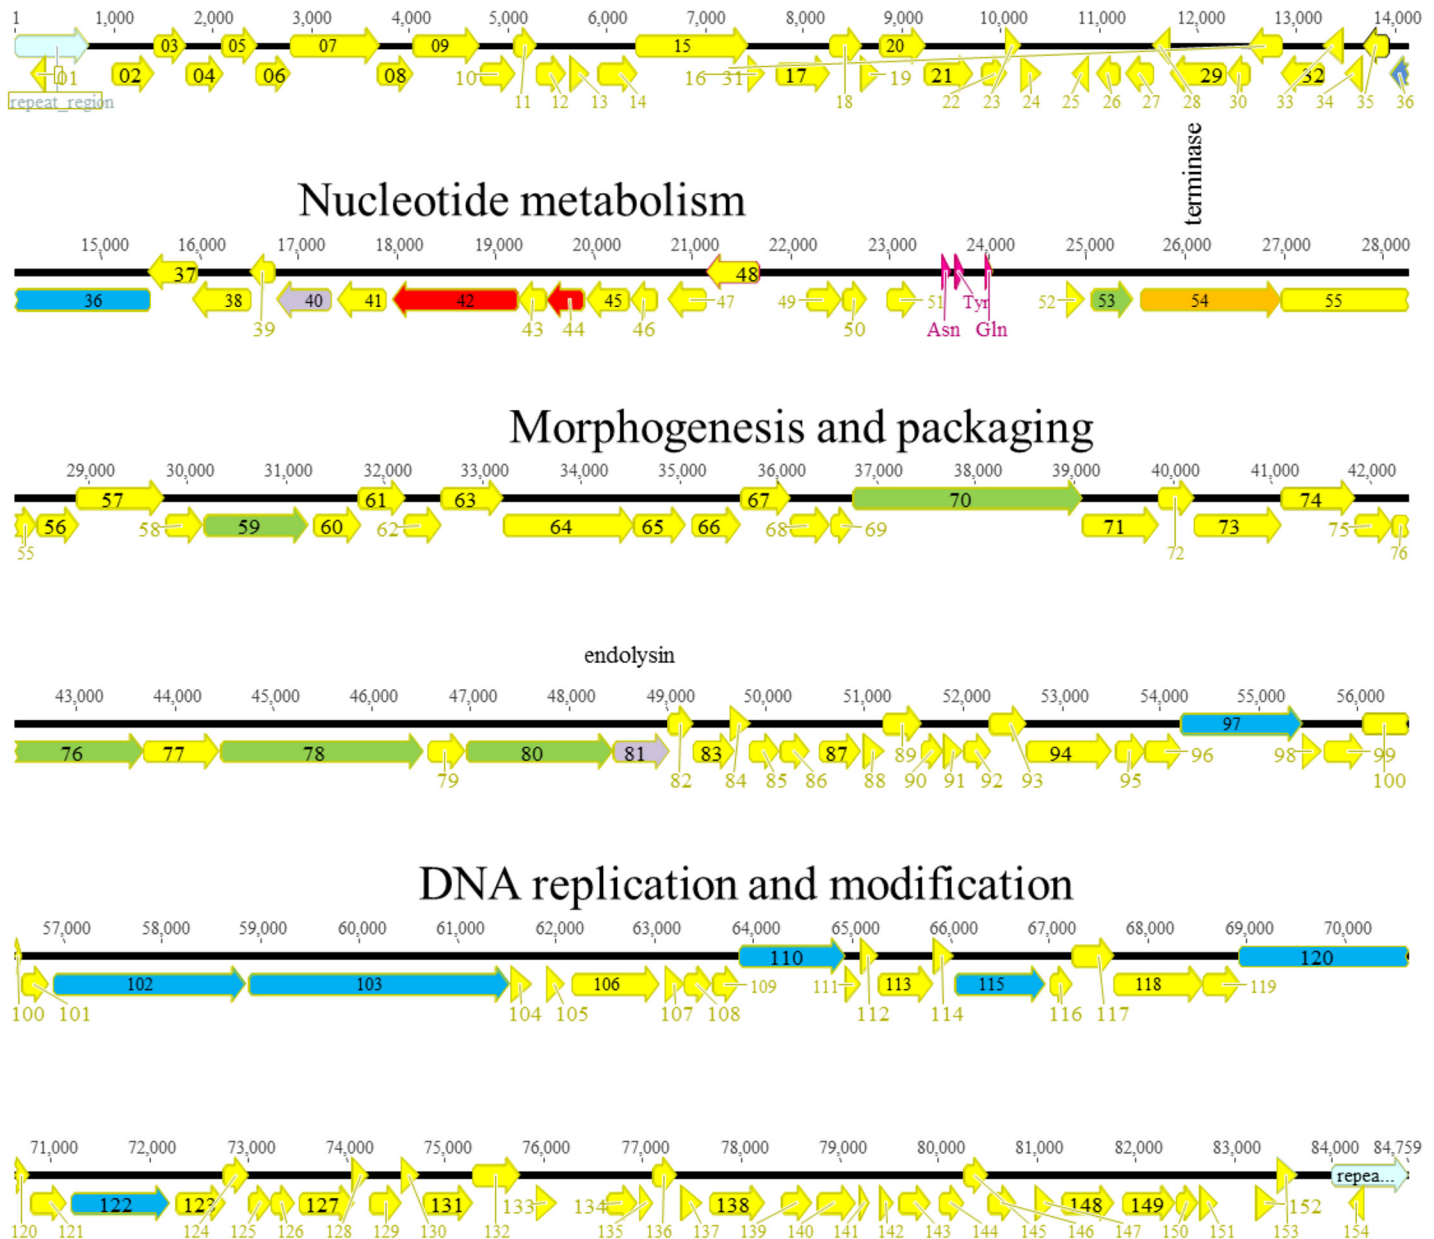 1 1,000 2,000 3,000 4,000 5,000 6,000 7,000 8,000 9,000 10,000 11,000 12,000 13,000 14,000
03 05 07 09 15 20
01 02 04 06 08 10 14 16 31 17 19 21 29 32
repeat_region 11 12 13 18 22 23 24 25 26 27 28 30 33 34 35 36
terminase
Nucleotide metabolism
15,000 16,000 17,000 18,000 19,000 20,000 21,000 22,000 23,000 24,000 25,000 26,000 27,000 28,000
37 48
36 38 40 41 42 45 47 49 51 Tyr 52 53 54 55
39 43 44 46 50 Asn Gln
Morphogenesis and packaging
29,000 30,000 31,000 32,000 33,000 34,000 35,000 36,000 37,000 38,000 39,000 40,000 41,000 42,000
57 61 63 67 70 74
56 58 59 60 62 64 65 66 68 69 71 73 75
55 72 76
endolysin
43,000 44,000 45,000 46,000 47,000 48,000 49,000 50,000 51,000 52,000 53,000 54,000 55,000 56,000
97
76 77 78 80 81 83 87 89 94 96 98 99
79 82 84 85 86 88 90 91 92 93 95 100
DNA replication and modification
57,000 58,000 59,000 60,000 61,000 62,000 63,000 64,000 65,000 66,000 67,000 68,000 69,000 70,000
110 120
102 103 106 109 111 113 115 118 119
100 101 104 105 107 108 112 114 116 117
71,000 72,000 73,000 74,000 75,000 76,000 77,000 78,000 79,000 80,000 81,000 82,000 83,000 84,000 84,759
repea...
122 123 127 131 133 134 138 148 149 152
120 121 124 125 126 128 129 130 132 135 136 137 139 140 141 142 143 144 145 146 147 150 151 153 154